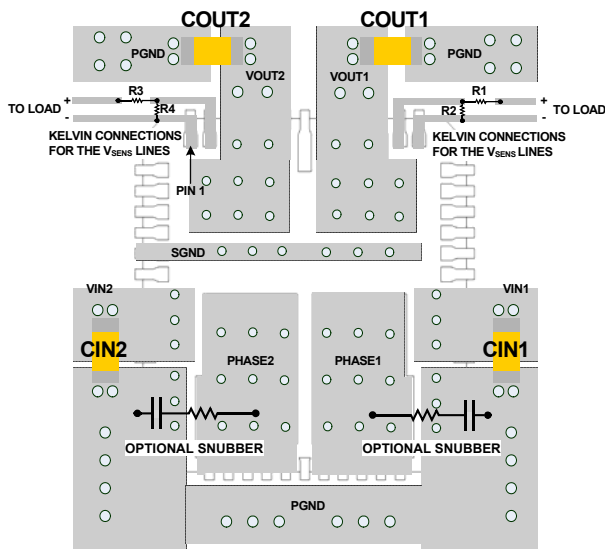 COUT2 COUT1
PGND PGND
VOUT2 VOUT1
R3 R1
TO LOAD + R4 R2 + TO LOAD
- -
KELVIN CONNECTIONS
FOR THE VSENS LINES
KELVIN CONNECTIONS
FOR THE VSENS LINES
PIN 1
SGND
VIN2 VIN1
CIN2 CIN1
PHASE2 PHASE1
OPTIONAL SNUBBER OPTIONAL SNUBBER
PGND